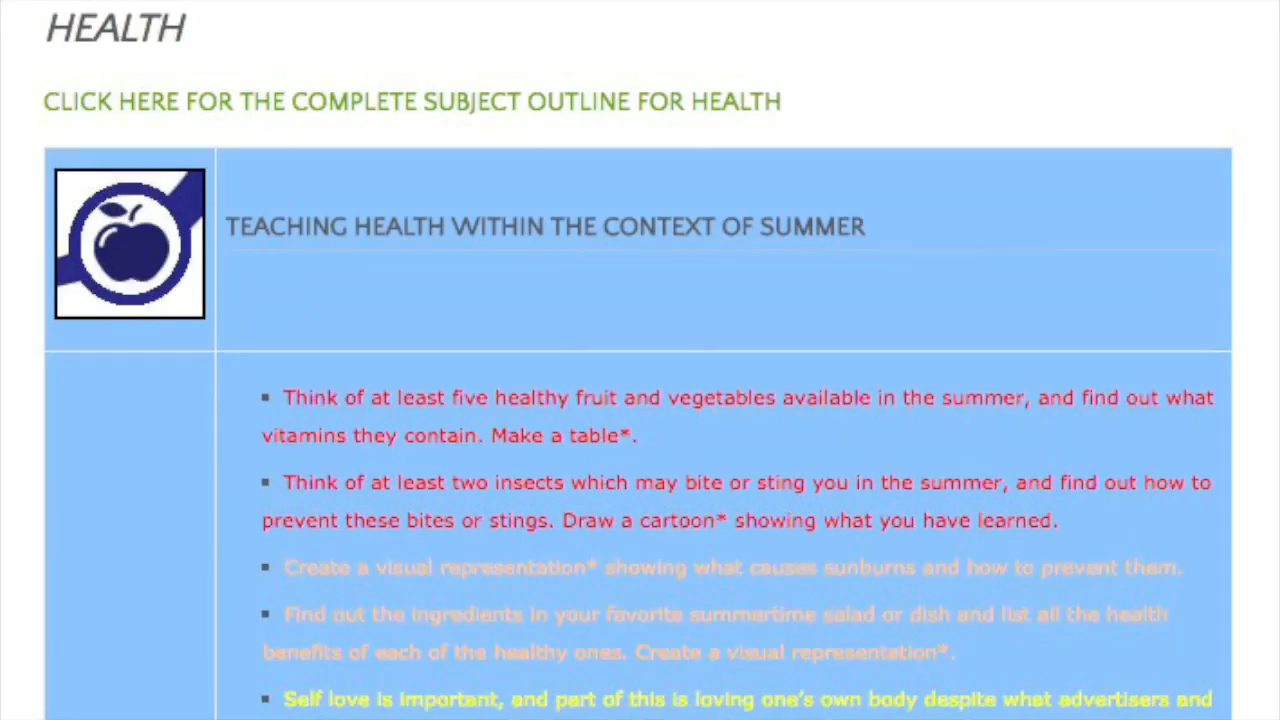 HEALTH
CLICK HERE FOR THE COMPLETE SUBJECT OUTLINE FOR HEALTH
TEACHING HEALTH WITHIN THE CONTEXT OF SUMMER
▪ Think of at least five healthy fruit and vegetables available in the summer, and find out what
vitamins they contain. Make a table*.
▪ Think of at least two insects which may bite or sting you in the summer, and find out how to
prevent these bites or stings. Draw a cartoon* showing what you have learned.
▪ Create a visual representation* showing what causes sunburns and how to prevent them.
▪ Find out the ingredients in your favorite summertime salad or dish and list all the health
benefits of each of the healthy ones. Create a visual representation*.
▪ Self love is important, and part of this is loving one's own body despite what advertisers and